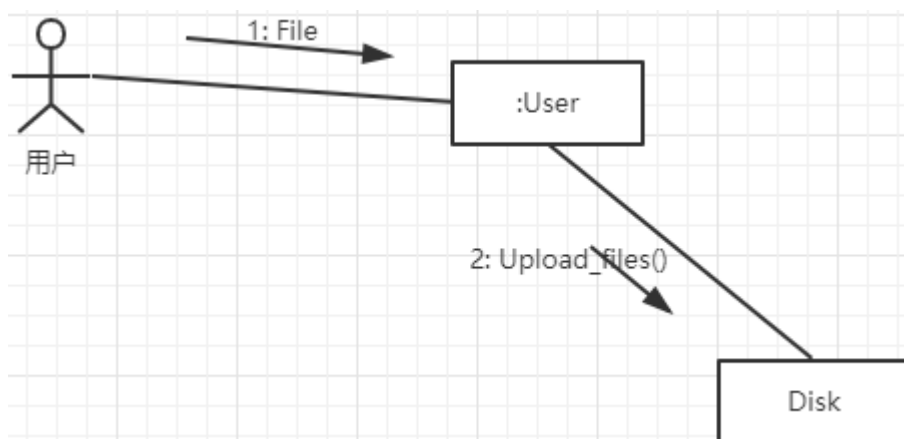 1: File
:User
用户
2: Upload_files()
Disk